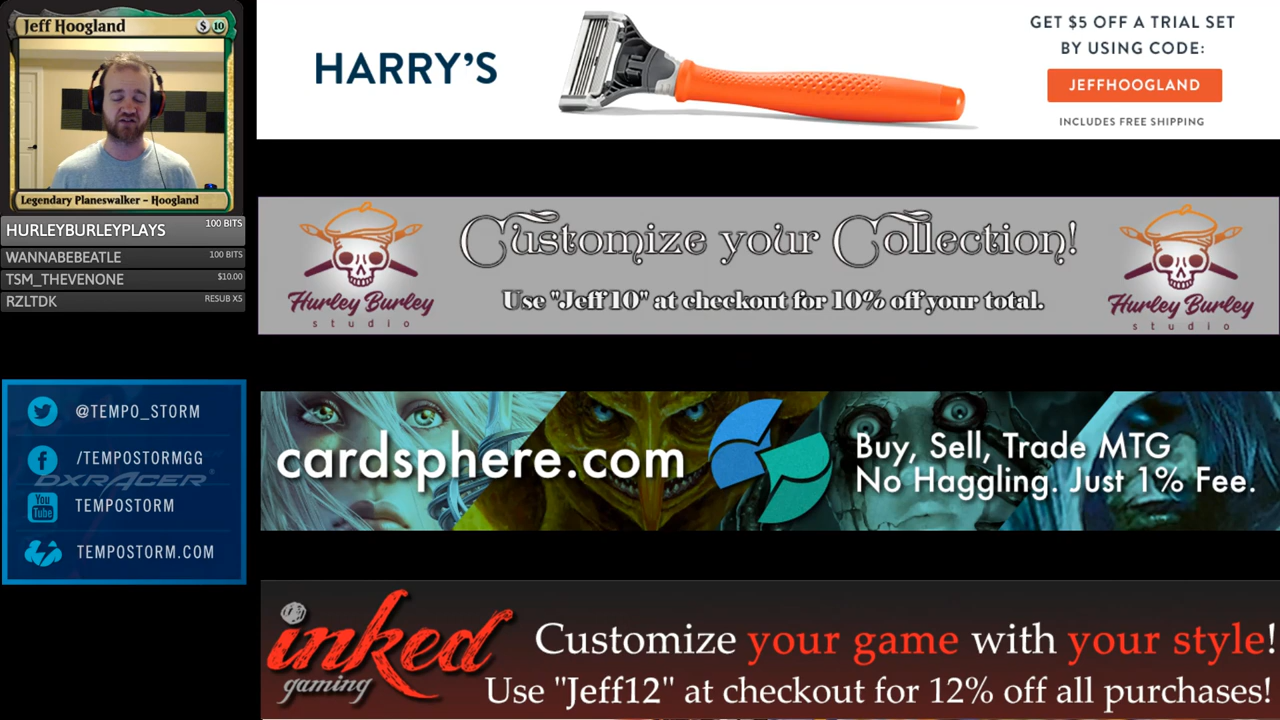 Jeff Hoogland
$ 10
Legendary Planeswalker - Hoogland
HURLEYBURLEYPLAYS 100 BITS
WANNABEBEATLE 100 BITS
TSM_THEVENONE $10.00
RZLTDK RESUB X5
@TEMPO_STORM
/TEMPOSTORMGG
DXRACER®
You Tube TEMPOSTORM
TEMPOSTORM.COM
HARRY'S
GET $5 OFF A TRIAL SET
BY USING CODE:
JEFFHOOGLAND
INCLUDES FREE SHIPPING
Hurley Burley
studio
Customize your Collection!
Use "Jeff10" at checkout for 10% off your total.
Hurley Burley
studio
cardsphere.com
Buy, Sell, Trade MTG
No Haggling. Just 1% Fee.
inked
gaming
Customize your game with your style!
Use "Jeff12" at checkout for 12% off all purchases!